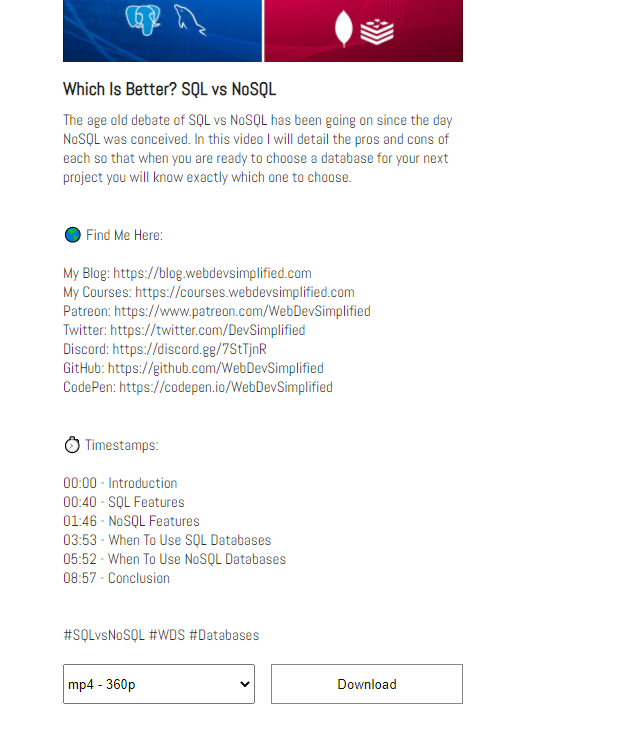 Which Is Better? SQL vs NoSQL
The age old debate of SQL vs NoSQL has been going on since the day
NoSQL was conceived. In this video I will detail the pros and cons of
each so that when you are ready to choose a database for your next
project you will know exactly which one to choose.
🌎 Find Me Here:
My Blog: https://blog.webdevsimplified.com
My Courses: https://courses.webdevsimplified.com
Patreon: https://www.patreon.com/WebDevSimplified
Twitter: https://twitter.com/DevSimplified
Discord: https://discord.gg/7StTjnR
GitHub: https://github.com/WebDevSimplified
CodePen: https://codepen.io/WebDevSimplified
⏱️ Timestamps:
00:00 - Introduction
00:40 - SQL Features
01:46 - NoSQL Features
03:53 - When To Use SQL Databases
05:52 - When To Use NoSQL Databases
08:57 - Conclusion
#SQLvsNoSQL #WDS #Databases
mp4 - 360p
Download